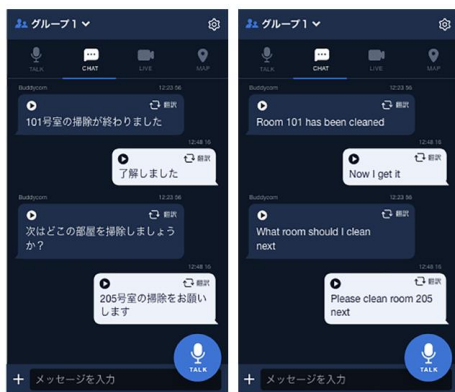 グループ1
TALK
CHAT
LIVE
MAP
Buddycom
12:23 56
翻訳
101号室の掃除が終わりました
12:48 16
翻訳
了解しました
Buddycom
12:23 56
翻訳
次はどこの部屋を掃除しましょう
か？
12:48 16
翻訳
205号室の掃除をお願い
します
TALK
メッセージを入力
グループ1
TALK
CHAT
LIVE
MAP
Buddycom
12:23 56
翻訳
Room 101 has been cleaned
12:48 16
翻訳
Now I get it
Buddycom
12:23 56
翻訳
What room should I clean
next
12:48 16
翻訳
Please clean room 205
next
TALK
メッセージを入力